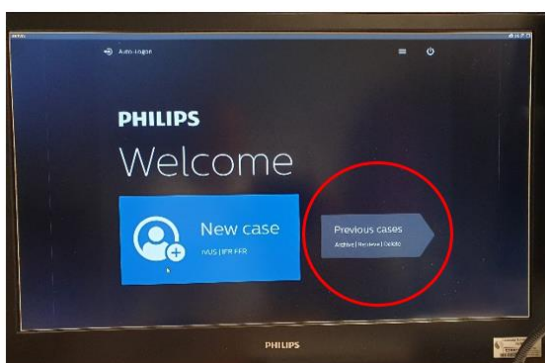 Auto-Logon
PHILIPS
Welcome
New case
IVUS | iFR FFR
Previous cases
Archive | Review | Delete
PHILIPS